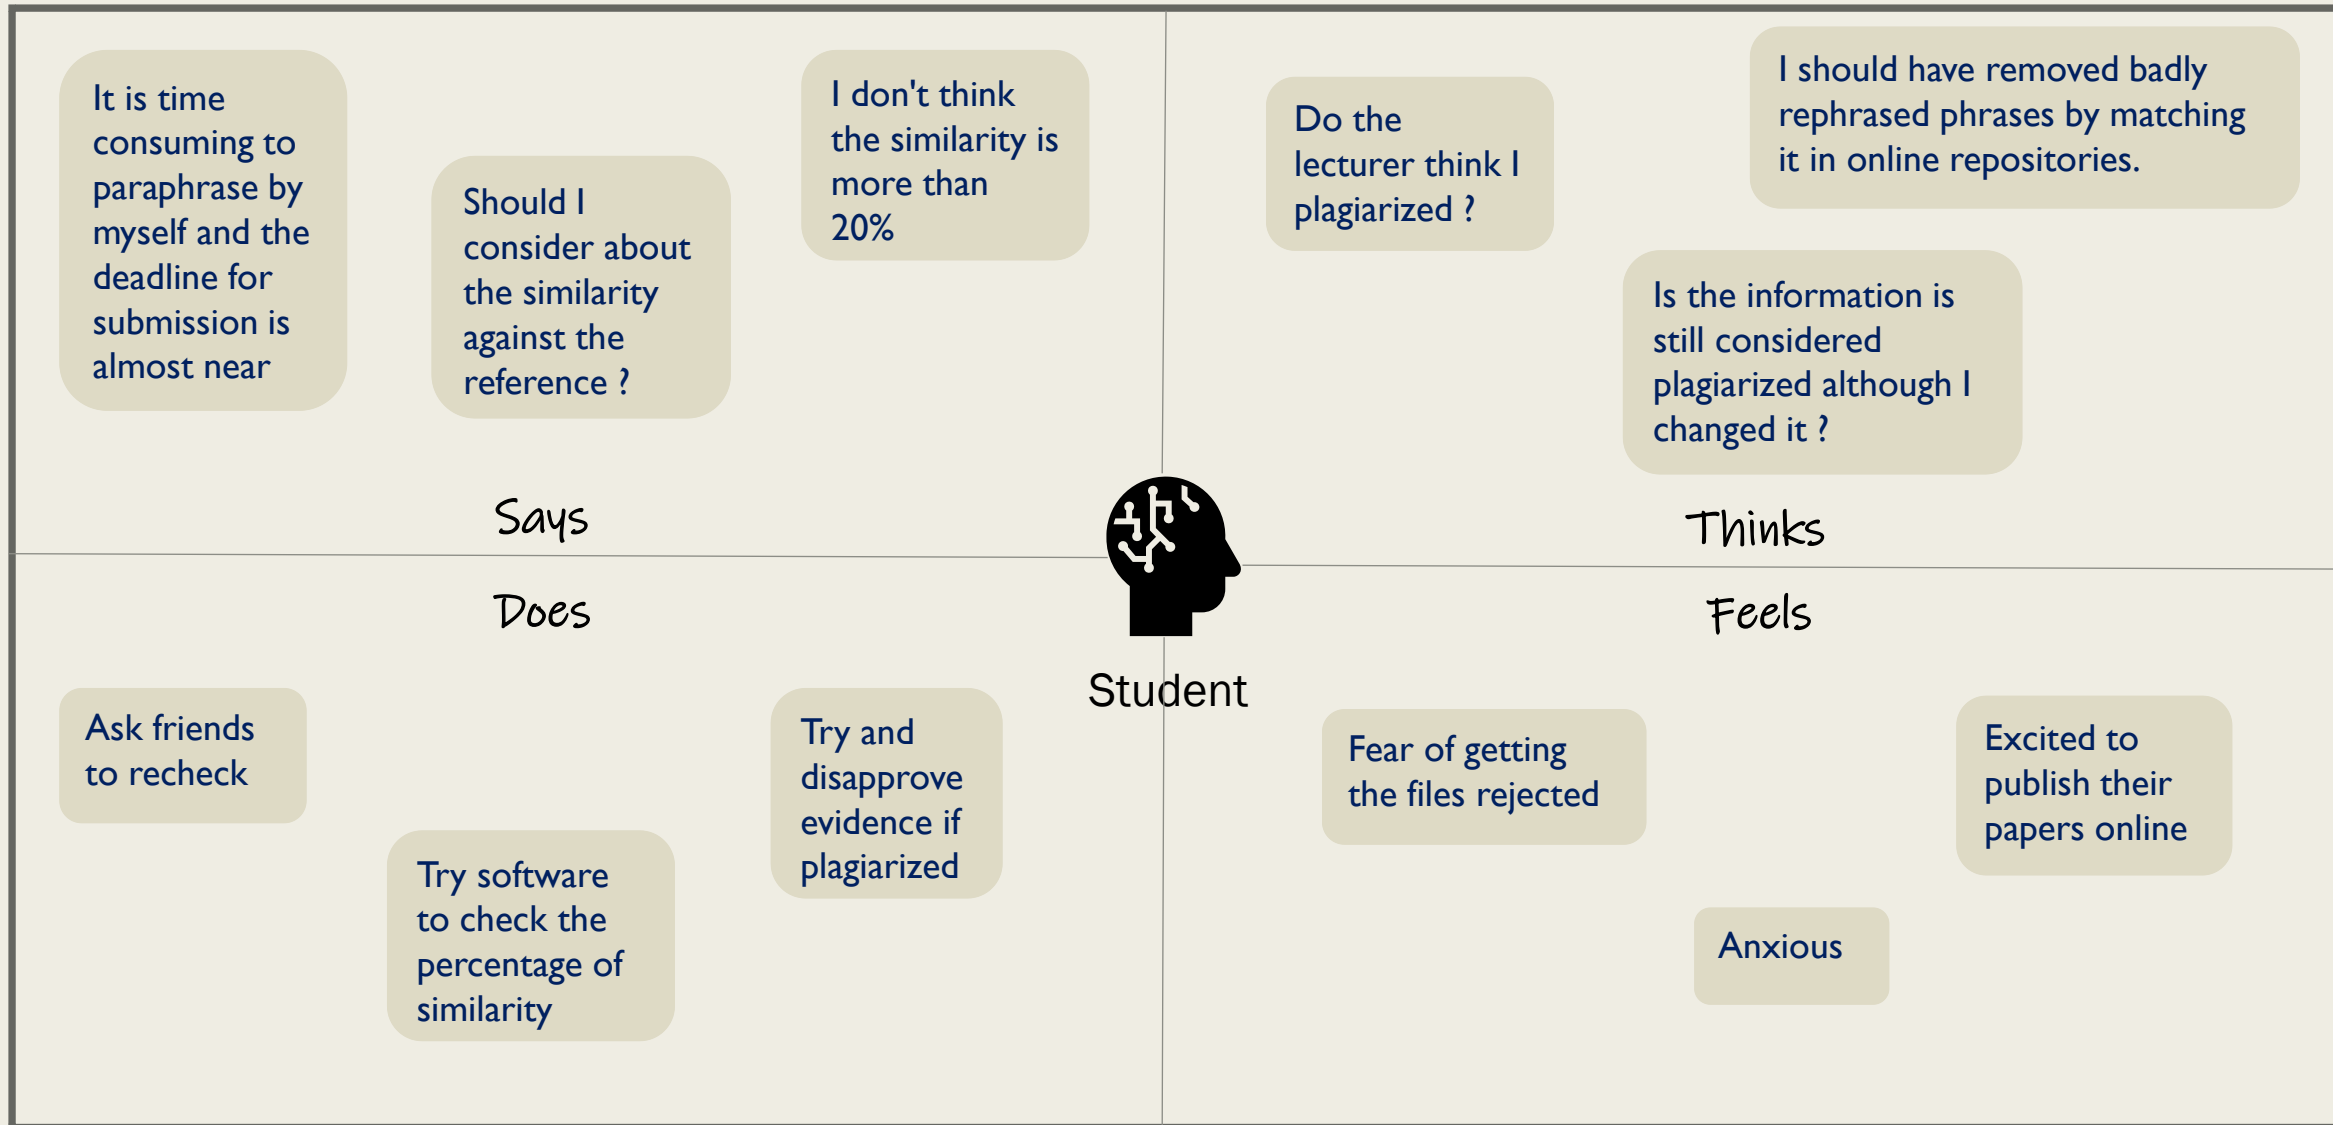 It is time
consuming to
paraphrase by
myself and the
deadline for
submission is
almost near
Should I
consider about
the similarity
against the
reference ?
I don't think
the similarity is
more than
20%
Says
Do the
lecturer think I
plagiarized ?
I should have removed badly
rephrased phrases by matching
it in online repositories.
Is the information is
still considered
plagiarized although I
changed it ?
Thinks
Student
Does
Ask friends
to recheck
Try software
to check the
percentage of
similarity
Try and
disapprove
evidence if
plagiarized
Feels
Fear of getting
the files rejected
Anxious
Excited to
publish their
papers online